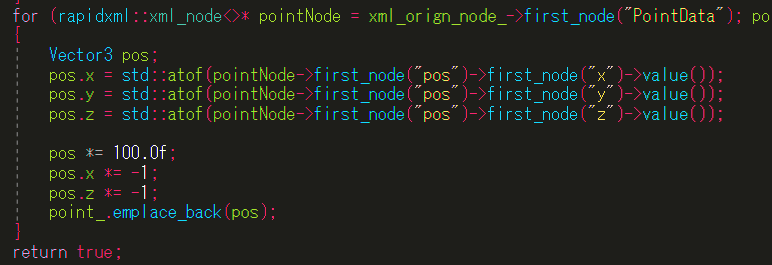 for (rapidxml::xml_node<>* pointNode = xml_orign_node_->first_node("PointData"); po
{
Vector3 pos;
pos.x = std::atof(pointNode->first_node("pos")->first_node("x")->value());
pos.y = std::atof(pointNode->first_node("pos")->first_node("y")->value());
pos.z = std::atof(pointNode->first_node("pos")->first_node("z")->value());
pos *= 100.0f;
pos.x *= -1;
pos.z *= -1;
point_.emplace_back(pos);
}
return true;